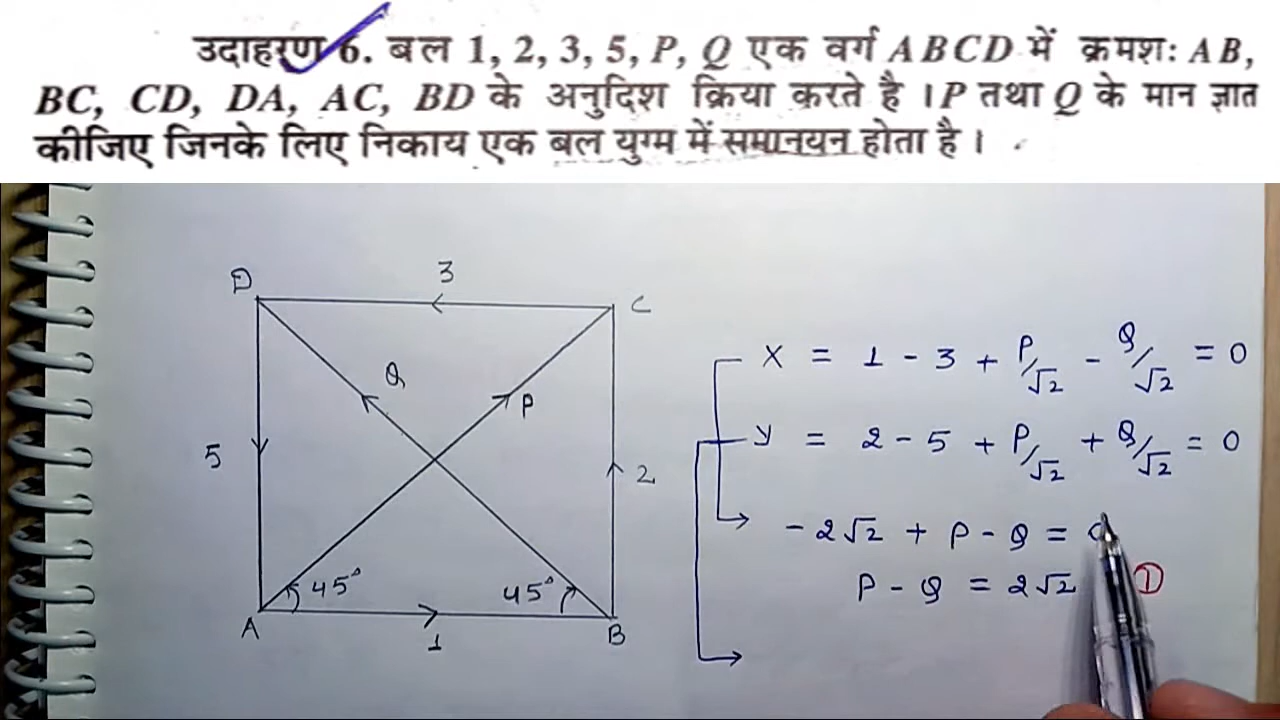 उदाहरण 6. बल 1, 2, 3, 5, P, Q एक वर्ग ABCD में क्रमशः AB,
BC, CD, DA, AC, BD के अनुदिश क्रिया करते है । P तथा Q के मान ज्ञात
कीजिए जिनके लिए निकाय एक बल युग्म में समानयन होता है ।
D
3
C
Q
P
5
2
45°
45°
A
1
B
X = 1 - 3 + P/√2 - Q/√2 = 0
Y = 2 - 5 + P/√2 + Q/√2 = 0
- 2√2 + P - Q =
P - Q = 2√2
1